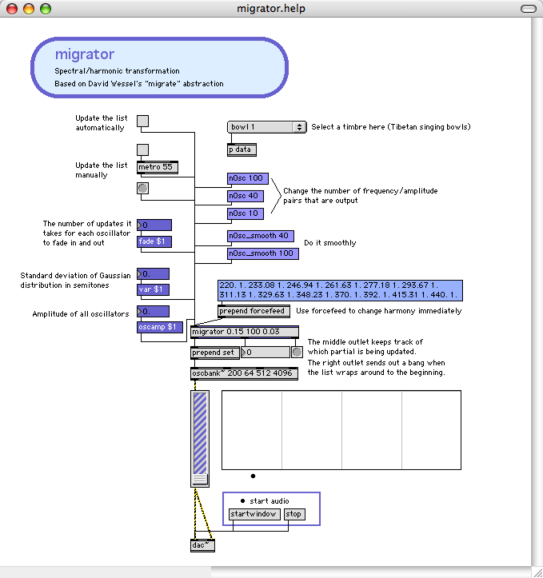 migrator.help
migrator
Spectral/harmonic transformation
Based on David Wessel's "migrate" abstraction
Update the list
automatically
bowl 1
Select a timbre here (Tibetan singing bowls)
p data
Update the list
manually
metro 55
nOsc 100
nOsc 40
nOsc 10
Change the number of frequency/amplitude
pairs that are output
The number of updates it
takes for each oscillator
to fade in and out
0
fade $1
nOsc_smooth 40
nOsc_smooth 100
Do it smoothly
Standard deviation of Gaussian
distribution in semitones
0.
var $1
220. 1. 233.08 1. 246.94 1. 261.63 1. 277.18 1. 293.67 1.
311.13 1. 329.63 1. 348.23 1. 370. 1. 392. 1. 415.31 1. 440. 1.
Amplitude of all oscillators
0.
oscamp $1
prepend forcefeed
Use forcefeed to change harmony immediately
migrator 0.15 100 0.03
prepend set
0
The middle outlet keeps track of
which partial is being updated.
The right outlet sends out a bang when
the list wraps around to the beginning.
oscbank~ 200 64 512 4096
start audio
startwindow
stop
dac~